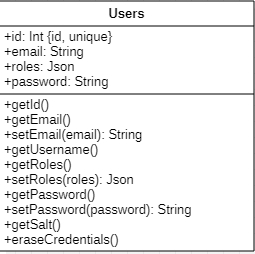 Users
+id: Int {id, unique}
+email: String
+roles: Json
+password: String
+getId()
+getEmail()
+setEmail(email): String
+getUsername()
+getRoles()
+setRoles(roles): Json
+getPassword()
+setPassword(password): String
+getSalt()
+eraseCredentials()